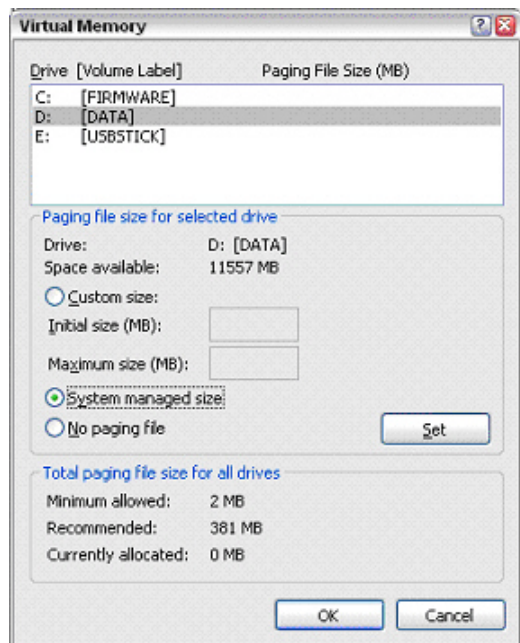 Virtual Memory
Drive [Volume Label] Paging File Size (MB)
C: [FIRMWARE]
D: [DATA]
E: [USBSTICK]
Paging file size for selected drive
Drive: D: [DATA]
Space available: 11557 MB
Custom size:
Initial size (MB):
Maximum size (MB):
System managed size
No paging file
Set
Total paging file size for all drives
Minimum allowed: 2 MB
Recommended: 381 MB
Currently allocated: 0 MB
OK Cancel